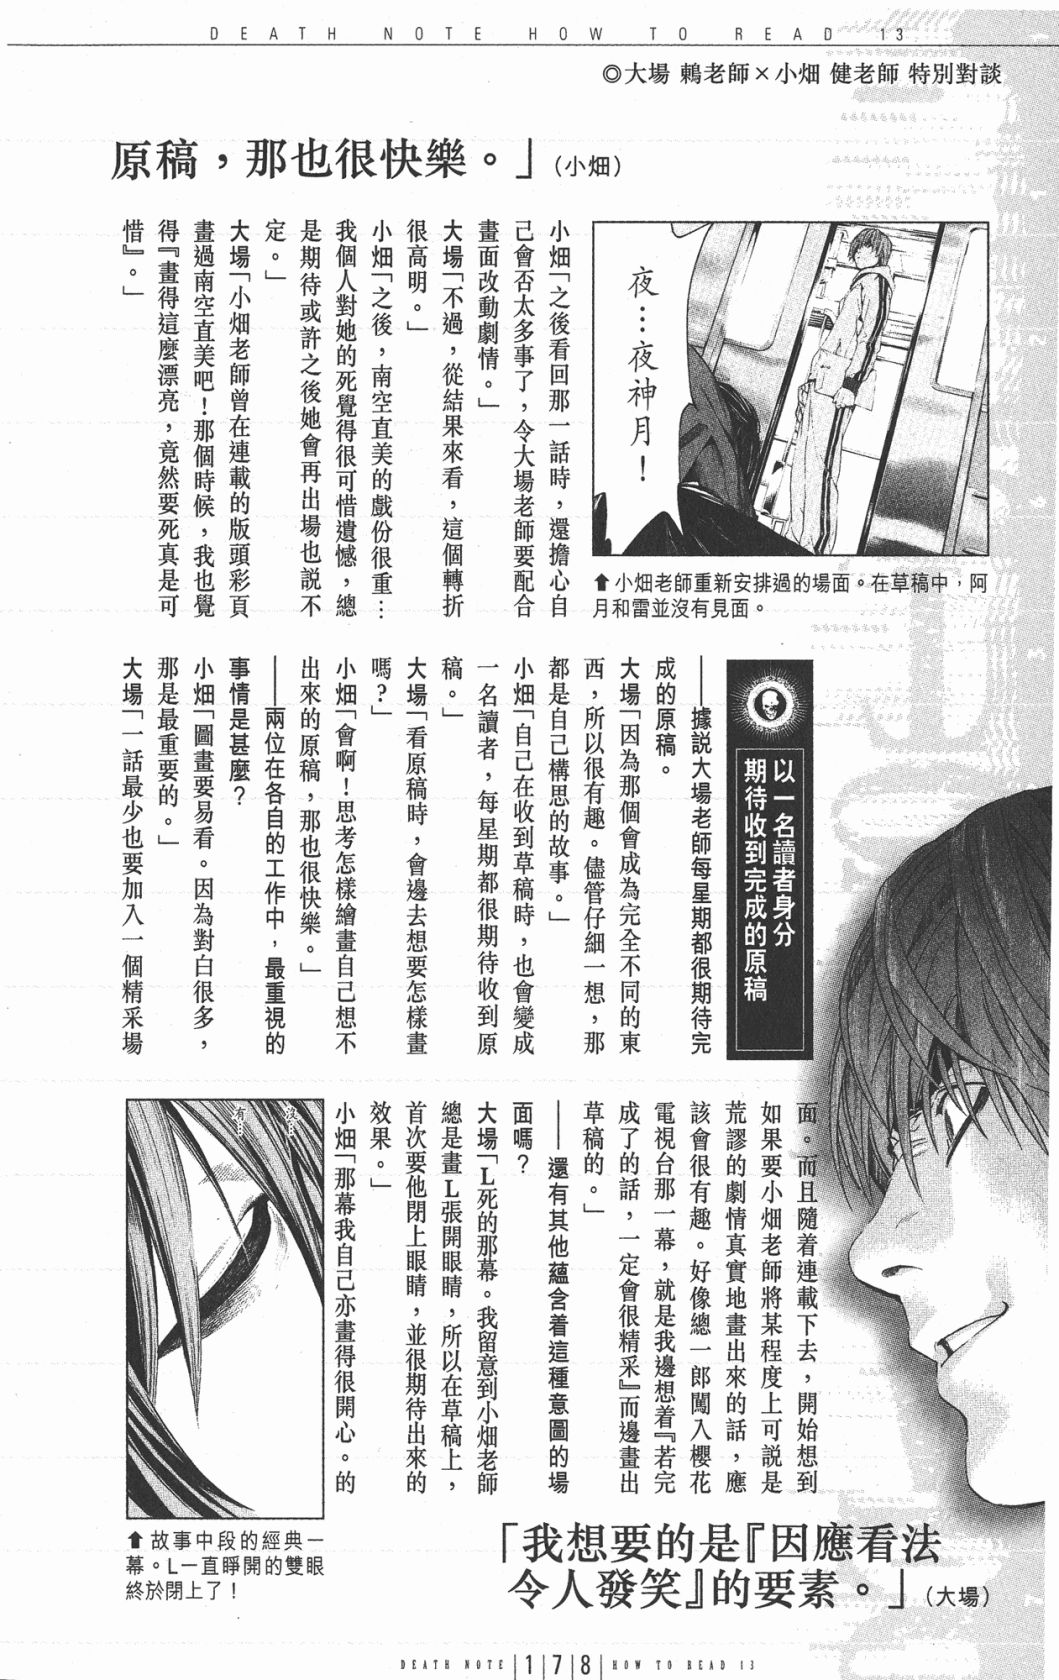 DEATH NOTE HOW TO READ 13
◎大場 鶫老師×小畑 健老師 特別對談
原稿，那也很快樂。」（小畑）
夜…夜神月！
⬆小畑老師重新安排過的場面。在草稿中，阿
月和雷並沒有見面。
小畑「之後看回那一話時，還擔心自
己會否太多事了，令大場老師要配合
畫面改動劇情。」
大場「不過，從結果來看，這個轉折
很高明。」
小畑「之後，南空直美的戲份很重…
我個人對她的死覺得很可惜遺憾，總
是期待或許之後她會再出場也說不
定。」
大場「小畑老師曾在連載的版頭彩頁
畫過南空直美吧！那個時候，我也覺
得『畫得這麼漂亮，竟然要死真是可
惜』。」
以一名讀者身分
期待收到完成的原稿
——據說大場老師每星期都很期待完
成的原稿。
大場「因為那個會成為完全不同的東
西，所以很有趣。儘管仔細一想，那
都是自己構思的故事。」
小畑「自己在收到草稿時，也會變成
一名讀者，每星期都很期待收到原
稿。」
大場「看原稿時，會邊去想要怎樣畫
嗎？」
小畑「會啊！思考怎樣繪畫自己想不
出來的原稿，那也很快樂。」
——兩位在各自的工作中，最重視的
事情是甚麼？
小畑「圖畫要易看。因為對白很多，
那是最重要的。」
大場「一話最少也要加入一個精采場
面。而且隨着連載下去，開始想到
如果要小畑老師將某程度上可說是
荒謬的劇情真實地畫出來的話，應
該會很有趣。好像總一郎闖入櫻花
電視台那一幕，就是我邊想着『若完
成了的話，一定會很精采』而邊畫出
草稿的。」
——還有其他蘊含着這種意圖的場
面嗎？
大場「L死的那幕。我留意到小畑老師
總是畫L張開眼睛，所以在草稿上，
首次要他閉上眼睛，並很期待出來的
效果。」
小畑「那幕我自己亦畫得很開心。的
沒…
有…
⬆故事中段的經典一
幕。L一直睜開的雙眼
終於閉上了！
「我想要的是『因應看法
令人發笑』的要素。」（大場）
DEATH NOTE |1|7|8| HOW TO READ 13